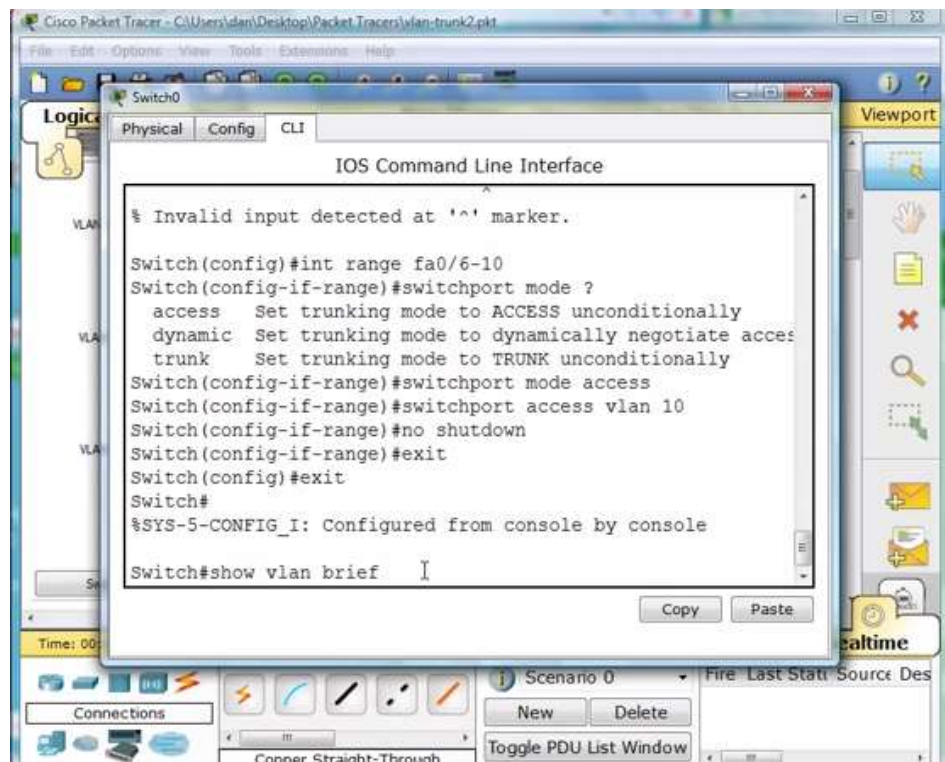 Cisco Packet Tracer - C:\Users\dan\Desktop\Packet Tracers\vlan-trunk2.pkt
File Edit Options View Tools Extensions Help
Switch0
Logic
Viewport
Physical Config CLI
IOS Command Line Interface
^
% Invalid input detected at '^' marker.
Switch(config)#int range fa0/6-10
Switch(config-if-range)#switchport mode ?
access Set trunking mode to ACCESS unconditionally
dynamic Set trunking mode to dynamically negotiate acces
trunk Set trunking mode to TRUNK unconditionally
Switch(config-if-range)#switchport mode access
Switch(config-if-range)#switchport access vlan 10
Switch(config-if-range)#no shutdown
Switch(config-if-range)#exit
Switch(config)#exit
Switch#
%SYS-5-CONFIG_I: Configured from console by console
Switch#show vlan brief
Copy Paste
VLAN
VLA
VLA
Time: 00
ealtime
Connections
Scenario 0
New Delete
Toggle PDU List Window
Fire Last Statu Source Des
Copper Straight-Through